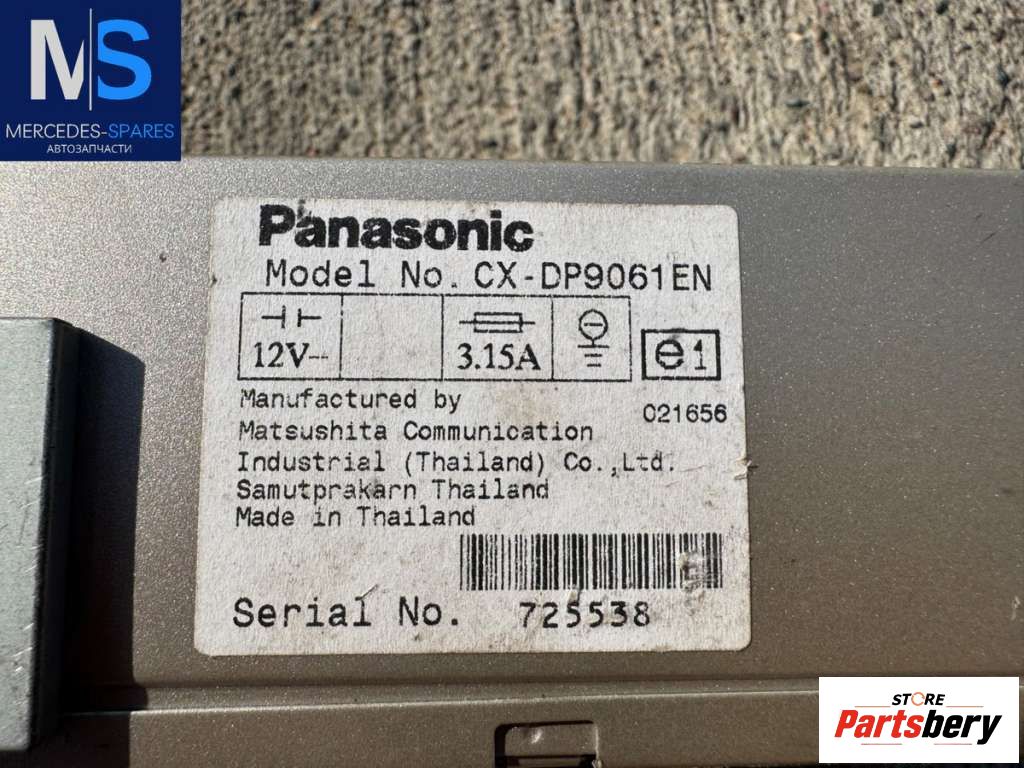 MS
MERCEDES-SPARES
АВТОЗАПЧАСТИ
Panasonic
Model No. CX-DP9061EN
12V⎓ 3.15A e1
Manufactured by
021656
Matsushita Communication
Industrial (Thailand) Co.,Ltd.
Samutprakarn Thailand
Made in Thailand
Serial No. 725538
STORE
Partsbery